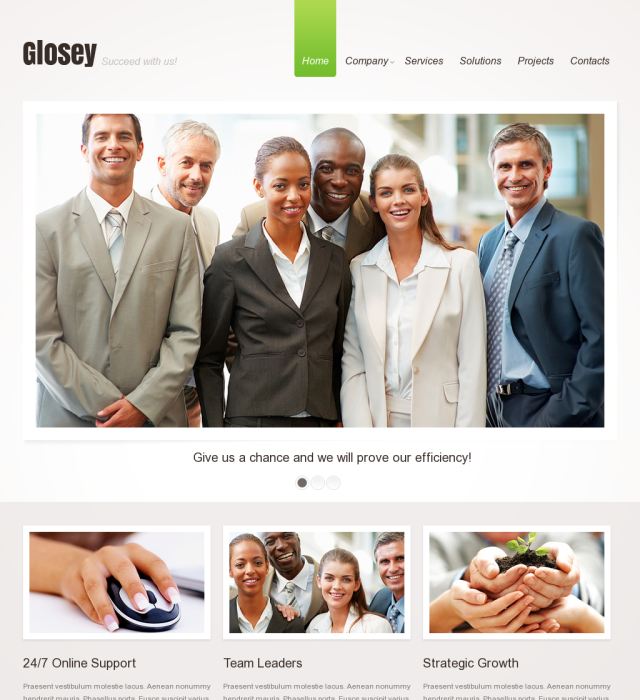 Glosey Succeed with us!
Home Company Services Solutions Projects Contacts
Give us a chance and we will prove our efficiency!
24/7 Online Support
Team Leaders
Strategic Growth
Praesent vestibulum molestie lacus. Aenean nonummy
Praesent vestibulum molestie lacus. Aenean nonummy
Praesent vestibulum molestie lacus. Aenean nonummy
hendrerit mauris. Phasellus porta. Fusce suscipit varius
hendrerit mauris. Phasellus porta. Fusce suscipit varius
hendrerit mauris. Phasellus porta. Fusce suscipit varius